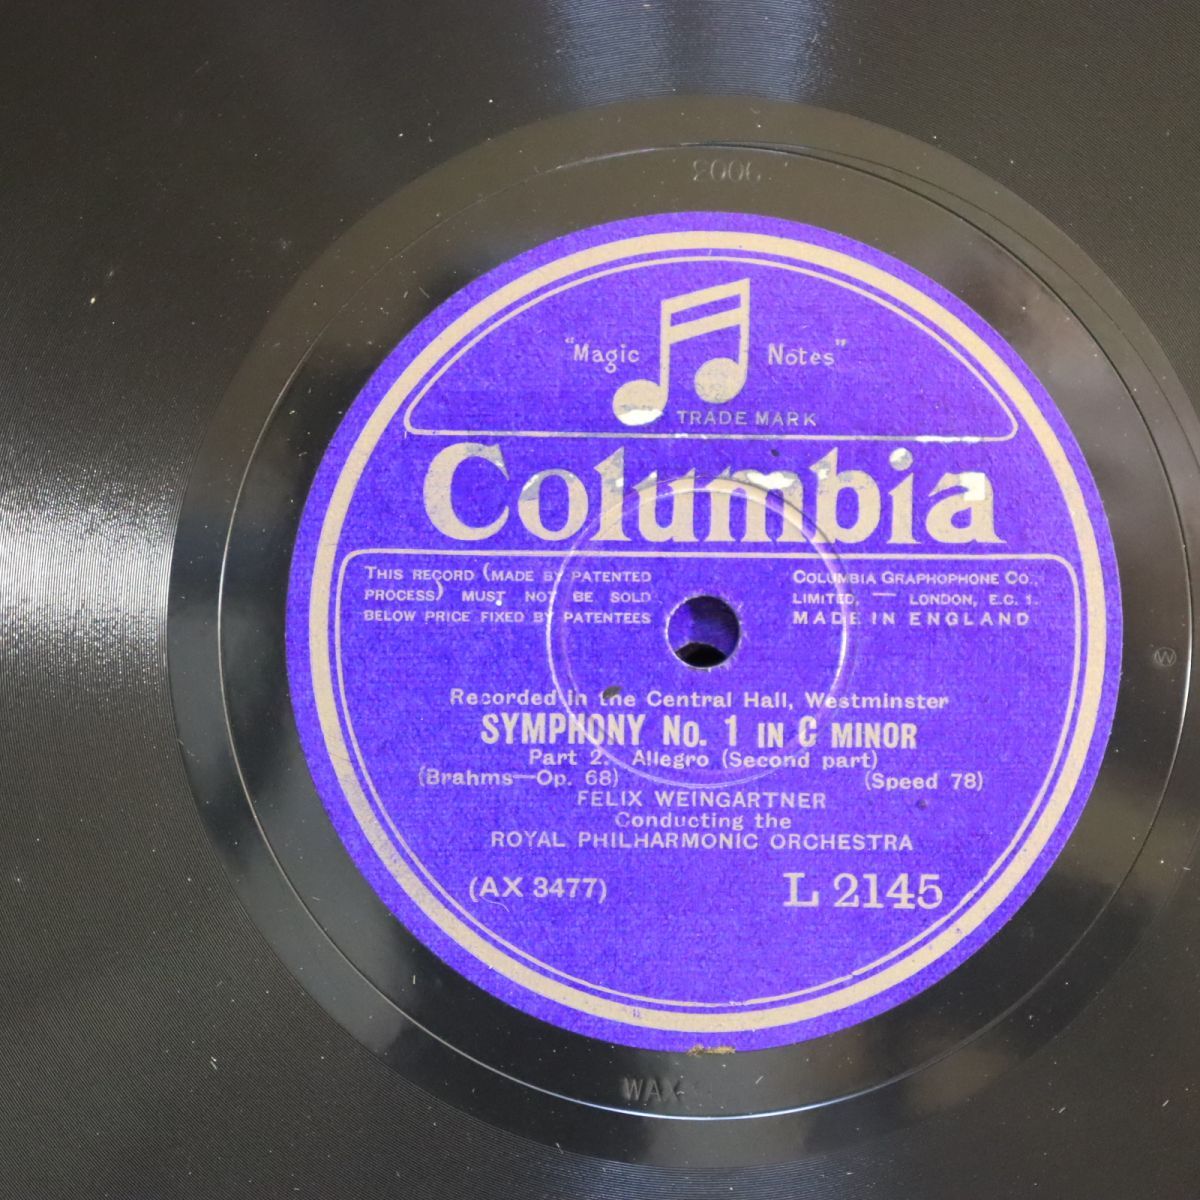 "Magic Notes"
TRADE MARK
Columbia
THIS RECORD (MADE BY PATENTED
PROCESS) MUST NOT BE SOLD
BELOW PRICE FIXED BY PATENTEES
COLUMBIA GRAPHOPHONE CO.,
LIMITED, — LONDON, E.C. 1.
MADE IN ENGLAND
Recorded in the Central Hall, Westminster
SYMPHONY No. 1 IN C MINOR
Part 2. Allegro (Second part)
(Brahms—Op. 68) (Speed 78)
FELIX WEINGARTNER
Conducting the
ROYAL PHILHARMONIC ORCHESTRA
(AX 3477) L 2145
W
WAX